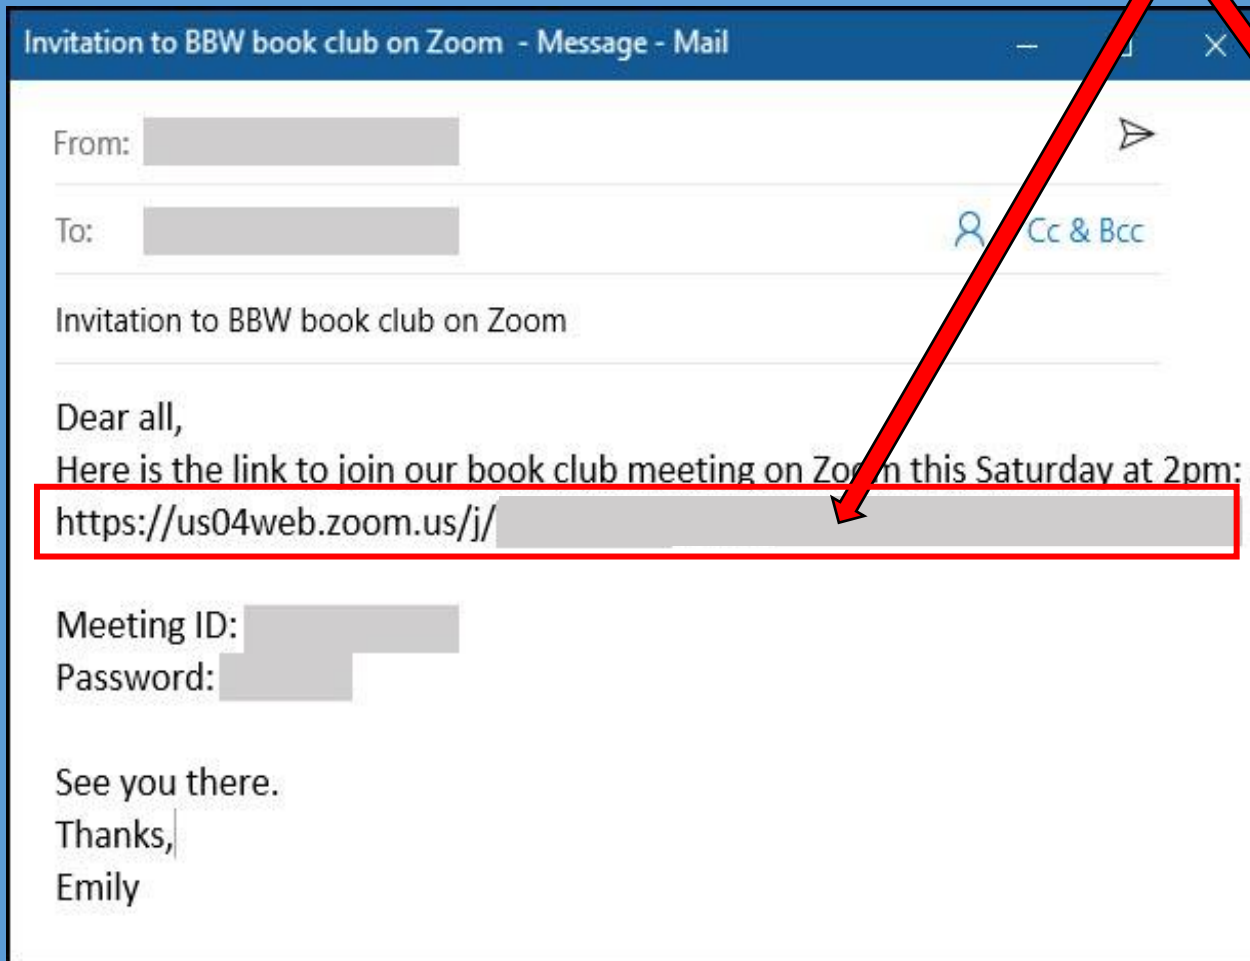 Invitation to BBW book club on Zoom - Message - Mail
From:
To:
Cc & Bcc
Invitation to BBW book club on Zoom
Dear all,
Here is the link to join our book club meeting on Zoom this Saturday at 2pm:
https://us04web.zoom.us/j/
Meeting ID:
Password:
See you there.
Thanks,
Emily